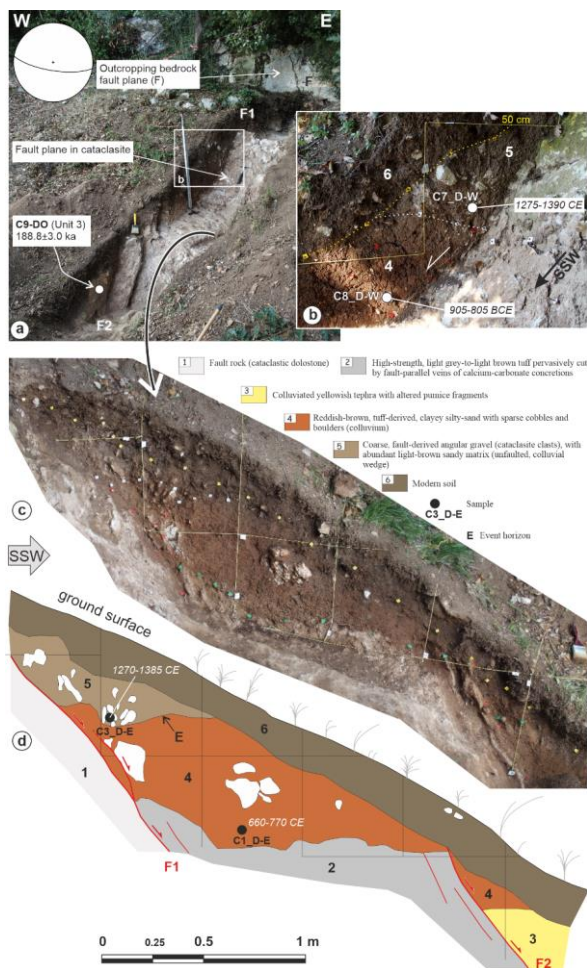 W
E
Outcropping bedrock
fault plane (F)
F
F1
Fault plane in cataclasite
b
C9-DO (Unit 3)
188.8±3.0 ka
F2
a
50 cm
6
5
C7_D-W
1275-1390 CE
4
C8_D-W
905-805 BCE
SSW
b
1 Fault rock (cataclastic dolostone)
2 High-strength, light grey-to-light brown tuff pervasively cut
by fault-parallel veins of calcium-carbonate concretions
3 Colluviated yellowish tephra with altered pumice fragments
4 Reddish-brown, tuff-derived, clayey silty-sand with sparse cobbles and
boulders (colluvium)
5 Coarse, fault-derived angular gravel (cataclasite clasts), with
abundant light-brown sandy matrix (unfaulted, colluvial
wedge)
6 Modern soil
C3_D-E Sample
E Event horizon
c
SSW
ground surface
1270-1385 CE
5
C3_D-E
E
6
d
1
4
660-770 CE
C1_D-E
F1
2
4
3
F2
0 0.25 0.5 1 m